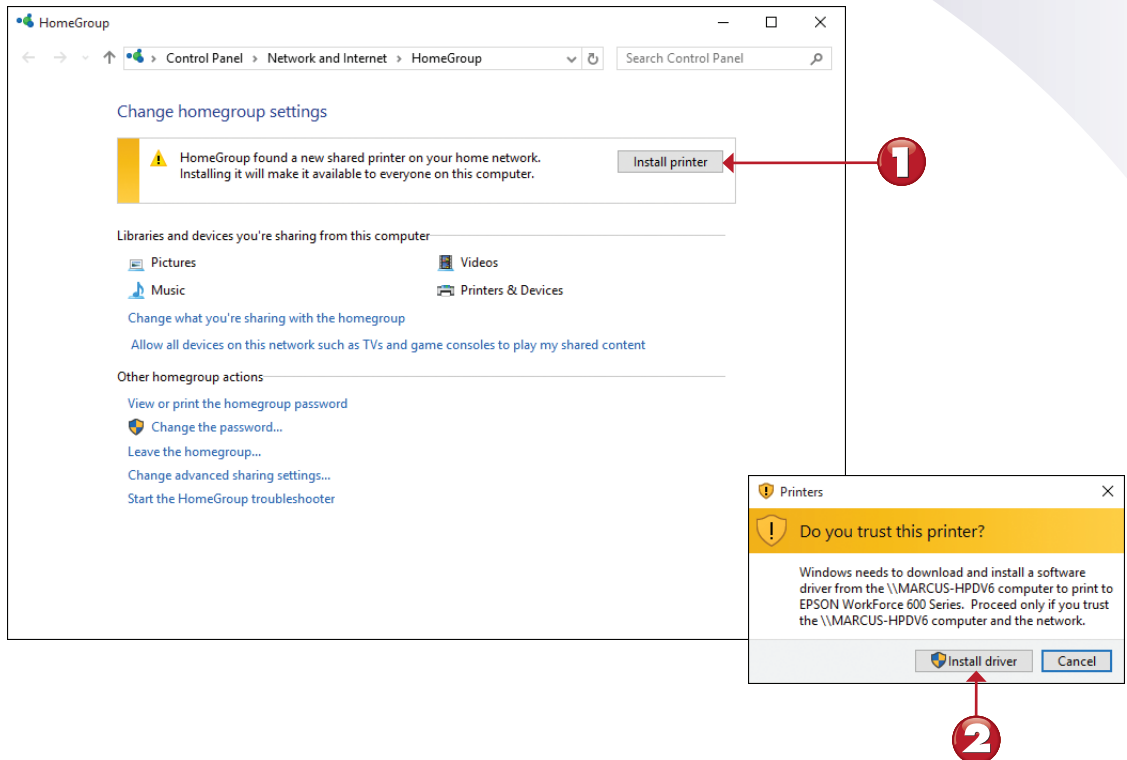 HomeGroup
Control Panel > Network and Internet > HomeGroup
Search Control Panel
Change homegroup settings
HomeGroup found a new shared printer on your home network.
Installing it will make it available to everyone on this computer.
Install printer
1
Libraries and devices you're sharing from this computer
Pictures
Videos
Music
Printers & Devices
Change what you're sharing with the homegroup
Allow all devices on this network such as TVs and game consoles to play my shared content
Other homegroup actions
View or print the homegroup password
Change the password...
Leave the homegroup...
Change advanced sharing settings...
Start the HomeGroup troubleshooter
Printers
Do you trust this printer?
Windows needs to download and install a software
driver from the \\MARCUS-HPDV6 computer to print to
EPSON WorkForce 600 Series. Proceed only if you trust
the \\MARCUS-HPDV6 computer and the network.
Install driver
Cancel
2